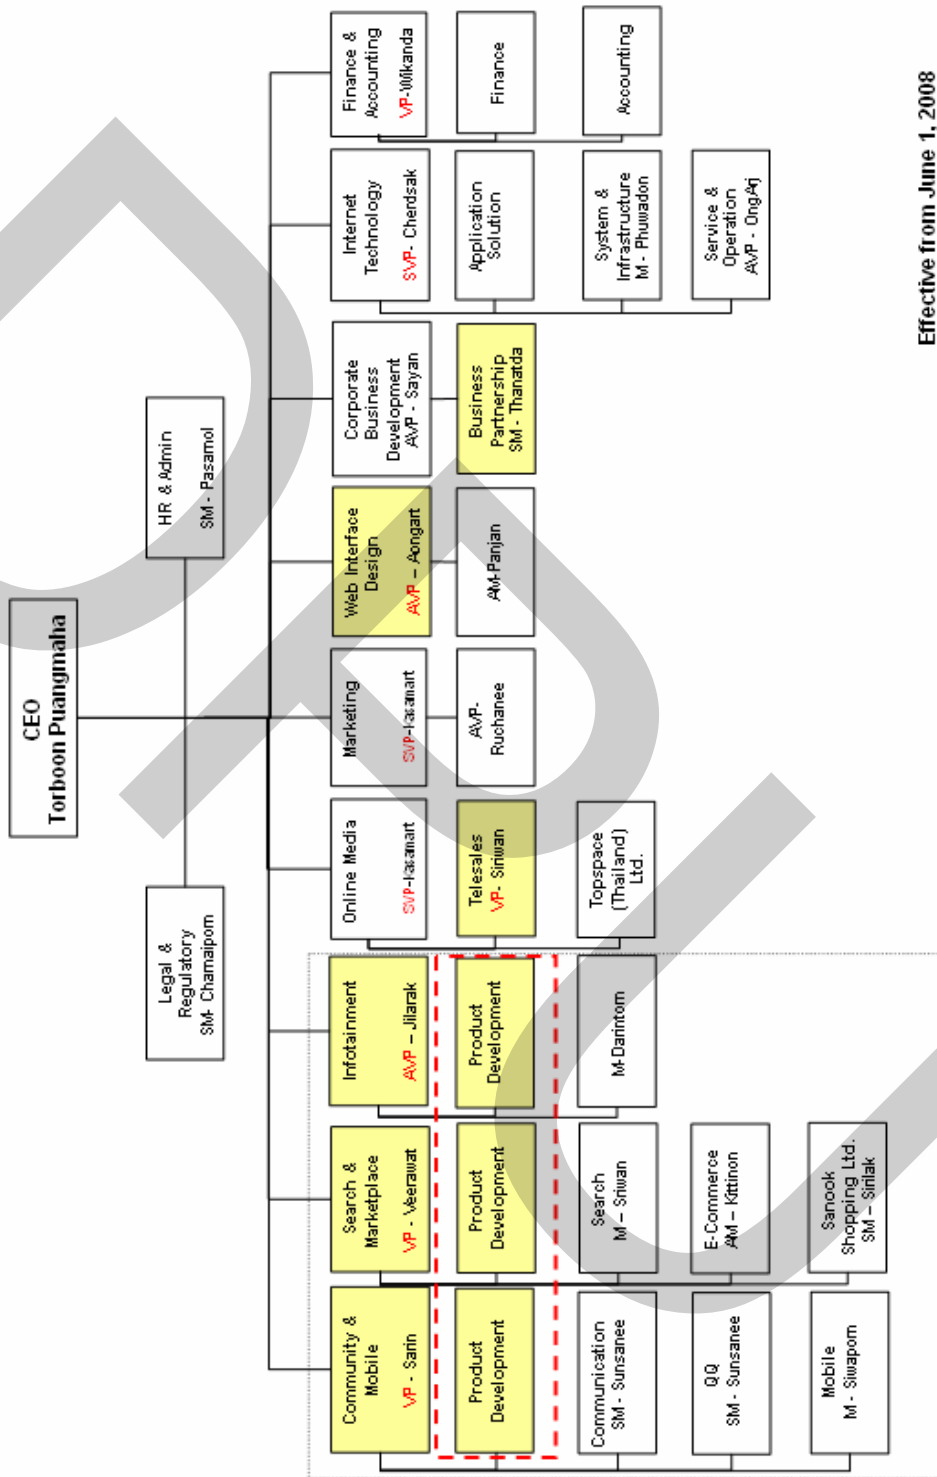 CEO
Torboon Puangmaha
Legal &
Regulatory
SM- Chamaiporn
HR & Admin
SM - Pasamol
Community &
Mobile
VP - Sarin
Search &
Marketplace
VP - Veerawat
Infotainment
AVP – Jilarak
Online Media
SVP-Kasamart
Marketing
SVP-Kasamart
Web Interface
Design
AVP – Aongart
Corporate
Business
Development
AVP - Sayan
Internet
Technology
SVP- Cherdsak
Finance &
Accounting
VP-Wikanda
Product
Development
Product
Development
Product
Development
Telesales
VP- Siriwan
AVP-
Ruchanee
AM-Panjan
Business
Partnership
SM - Thanatda
Application
Solution
Finance
Communication
SM - Sunsanee
Search
M – Sriwan
M-Darintorn
Topspace
(Thailand)
Ltd.
System &
Infrastructure
M - Phuwadon
Accounting
QQ
SM - Sunsanee
E-Commerce
AM – Kittinon
Service &
Operation
AVP - OngArj
Mobile
M - Siwaporn
Sanook
Shopping Ltd.
SM – Sirilak
Effective from June 1, 2008